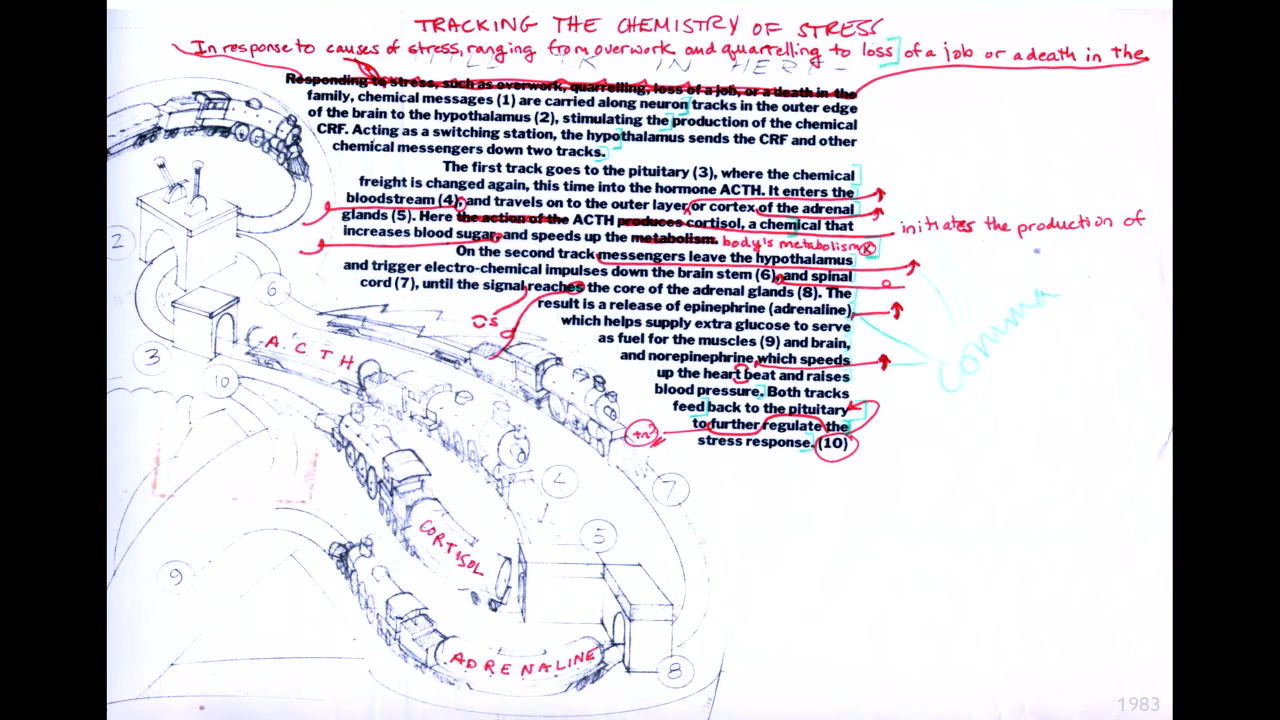 TRACKING THE CHEMISTRY OF STRESS
In response to causes of stress, ranging from overwork and quarrelling to loss of a job or a death in the
IN HERE
Responding to stress, such as overwork, quarrelling, loss of a job, or a death in the
family, chemical messages (1) are carried along neuron tracks in the outer edge
of the brain to the hypothalamus (2), stimulating the production of the chemical
CRF. Acting as a switching station, the hypothalamus sends the CRF and other
chemical messengers down two tracks.
The first track goes to the pituitary (3), where the chemical
freight is changed again, this time into the hormone ACTH. It enters the
bloodstream (4), and travels on to the outer layer or cortex of the adrenal
glands (5). Here the action of the ACTH produces cortisol, a chemical that
initiates the production of
increases blood sugar, and speeds up the metabolism. body's metabolism
On the second track messengers leave the hypothalamus
and trigger electro-chemical impulses down the brain stem (6), and spinal
cord (7), until the signal reaches the core of the adrenal glands (8). The
result is a release of epinephrine (adrenaline),
which helps supply extra glucose to serve
as fuel for the muscles (9) and brain,
and norepinephrine which speeds
up the heart beat and raises
blood pressure. Both tracks
feed back to the pituitary
to further regulate the
stress response. (10)
comma
2
6
3
ACTH
10
4
7
5
CORTISOL
9
ADRENALINE
8
1983